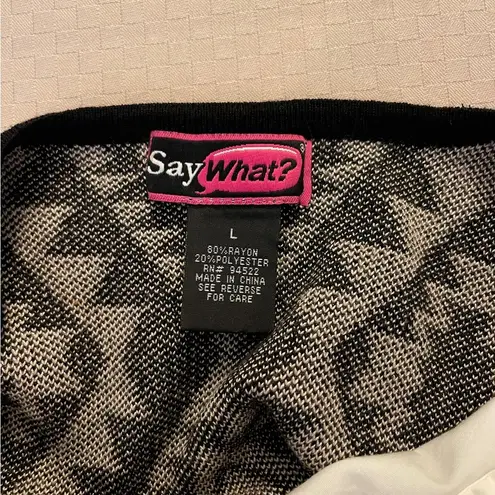 Say What?®
L
80%RAYON
20%POLYESTER
RN# 94522
MADE IN CHINA
SEE REVERSE
FOR CARE